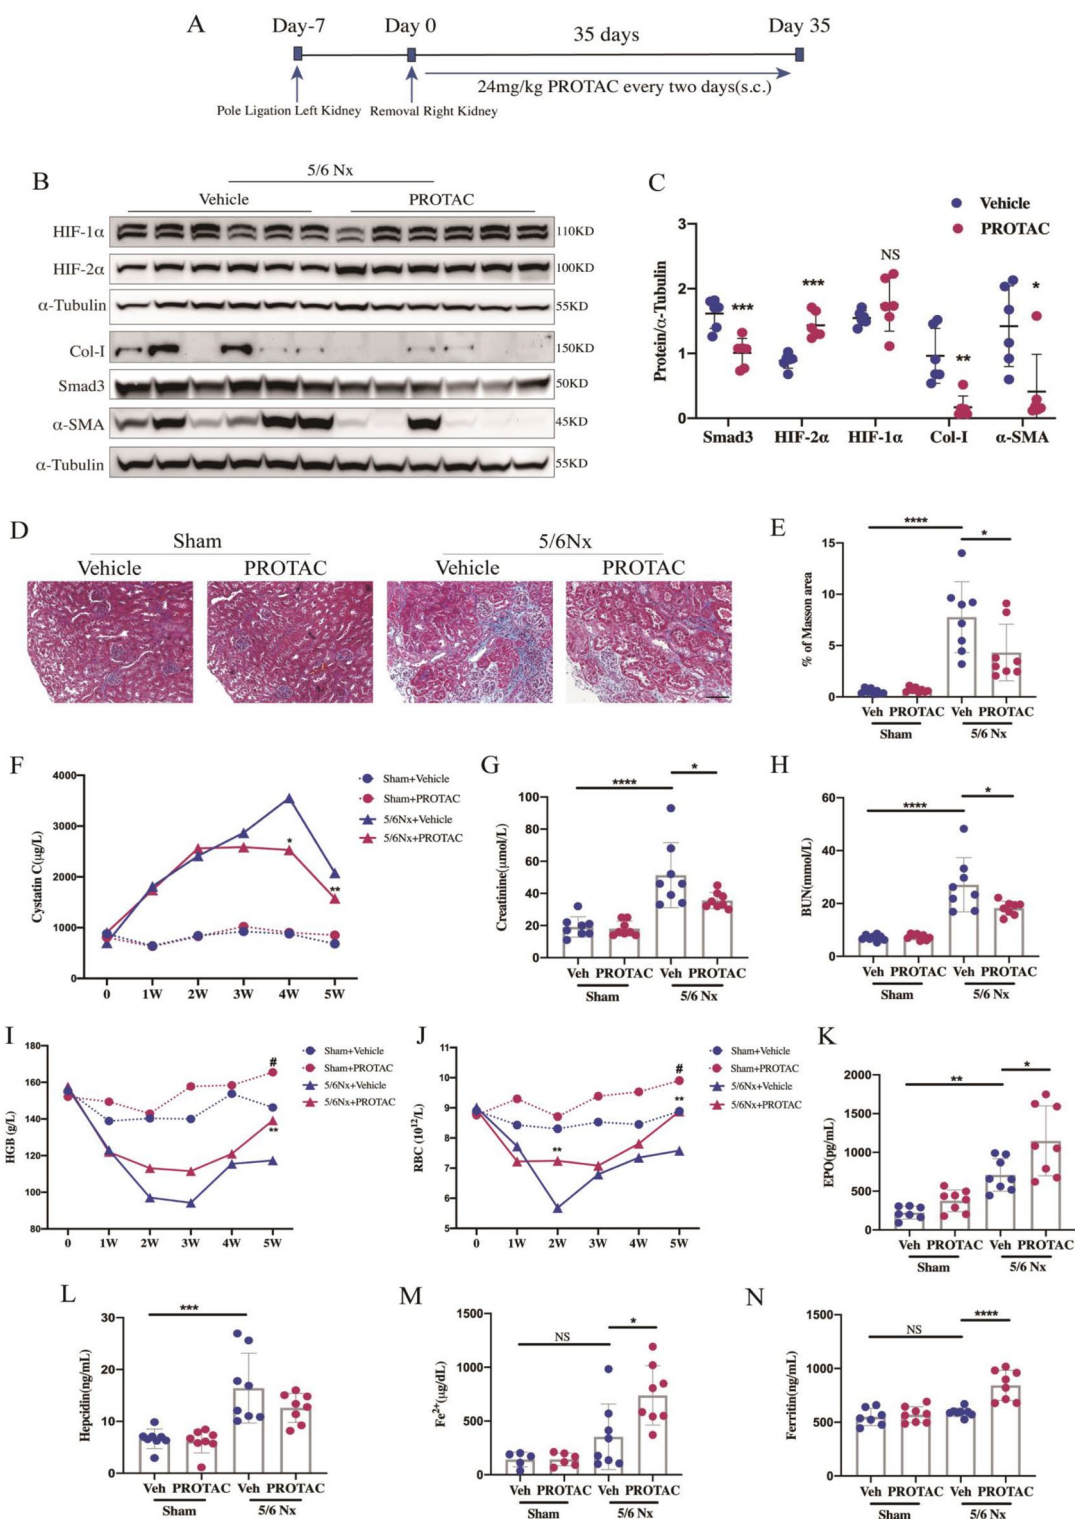 A
Day-7
Day 0
35 days
Day 35
24mg/kg PROTAC every two days(s.c.)
Pole Ligation Left Kidney
Removal Right Kidney
B
5/6 Nx
Vehicle
PROTAC
HIF-1α
110KD
HIF-2α
100KD
α-Tubulin
55KD
Col-I
150KD
Smad3
50KD
α-SMA
45KD
α-Tubulin
55KD
C
Vehicle
PROTAC
Protein/α-Tubulin
3
2
1
0
***
***
NS
**
*
Smad3
HIF-2α
HIF-1α
Col-I
α-SMA
D
Sham
5/6Nx
Vehicle
PROTAC
Vehicle
PROTAC
E
****
*
% of Masson area
15
10
5
0
Veh
PROTAC
Veh
PROTAC
Sham
5/6 Nx
F
Cystatin C(μg/L)
4000
3000
2000
1000
0
*
**
0
1W
2W
3W
4W
5W
Sham+Vehicle
Sham+PROTAC
5/6Nx+Vehicle
5/6Nx+PROTAC
G
****
*
Creatinine(μmol/L)
100
80
60
40
20
0
Veh
PROTAC
Veh
PROTAC
Sham
5/6 Nx
H
****
*
BUN(mmol/L)
60
40
20
0
Veh
PROTAC
Veh
PROTAC
Sham
5/6 Nx
I
HGB (g/L)
180
160
140
120
100
80
#
**
0
1W
2W
3W
4W
5W
Sham+Vehicle
Sham+PROTAC
5/6Nx+Vehicle
5/6Nx+PROTAC
J
RBC (10¹²/L)
11
10
9
8
7
6
5
#
**
**
0
1W
2W
3W
4W
5W
Sham+Vehicle
Sham+PROTAC
5/6Nx+Vehicle
5/6Nx+PROTAC
K
**
*
EPO(pg/mL)
2000
1500
1000
500
0
Veh
PROTAC
Veh
PROTAC
Sham
5/6 Nx
L
***
Hepcidin(ng/mL)
30
20
10
0
Veh
PROTAC
Veh
PROTAC
Sham
5/6 Nx
M
NS
*
Fe²⁺(μg/dL)
1500
1000
500
0
Veh
PROTAC
Veh
PROTAC
Sham
5/6 Nx
N
NS
****
Ferritin(ng/mL)
1500
1000
500
0
Veh
PROTAC
Veh
PROTAC
Sham
5/6 Nx